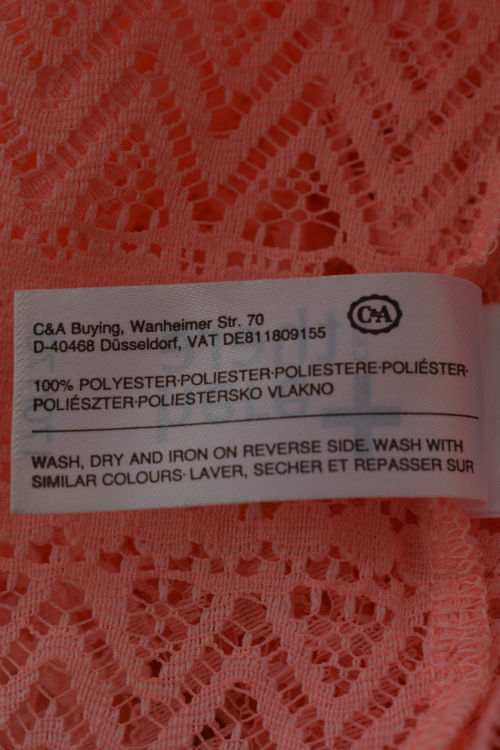 C&A Buying, Wanheimer Str. 70
D-40468 Düsseldorf, VAT DE811809155
C&A
100% POLYESTER·POLIESTER·POLIESTERE·POLIÉSTER·
POLIÉSZTER·POLIESTERSKO VLAKNO
WASH, DRY AND IRON ON REVERSE SIDE. WASH WITH
SIMILAR COLOURS· LAVER, SECHER ET REPASSER SUR